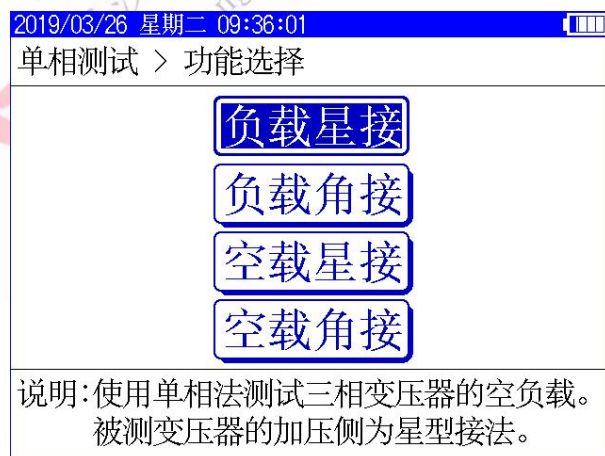 2019/03/26 星期二 09:36:01
单相测试 > 功能选择
负载星接
负载角接
空载星接
空载角接
说明:使用单相法测试三相变压器的空负载。
被测变压器的加压侧为星型接法。